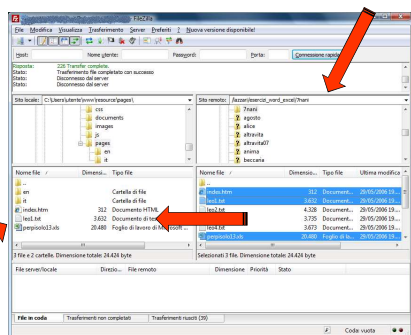 FileZilla
File Modifica Visualizza Trasferimento Server Preferiti ? Nuova versione disponibile!
Host: Nome utente: Password: Porta: Connessione rapida
Risposta: 226 Transfer complete.
Stato: Trasferimento file completato con successo
Stato: Disconnesso dal server
Stato: Disconnesso dal server
Sito locale: C:\Users\utente\www\resource\pages\
Sito remoto: /lazzari/esercizi_word_excel/7nani
css
documents
images
js
pages
en
it
7nani
agosto
alice
altravita
altravita07
anima
beccaria
Nome file / Dimensi... Tipo file
..
en Cartella di file
it Cartella di file
index.htm 312 Documento HTML
leo1.txt 3.632 Documento di testo
perpisolo13.xls 20.480 Foglio di lavoro di Microsoft ...
Nome file / Dimensio... Tipo file Ultima modifica
..
index.htm 312 Document... 29/05/2006 19....
leo1.txt 3.632 Document... 29/05/2006 19....
leo2.txt 4.328 Document... 29/05/2006 19....
3.735 Document... 29/05/2006 19....
leo4.txt 3.673 Document... 29/05/2006 19....
perpisolo13.xls 20.480 Foglio di la... 29/05/2006 19....
3 file e 2 cartelle. Dimensione totale: 24.424 byte
Selezionati 3 file. Dimensione totale: 24.424 byte
File server/locale Direzio... File remoto Dimensione Priorità Stato
File in coda Trasferimenti non completati Trasferimenti riusciti (39)
Coda: vuota